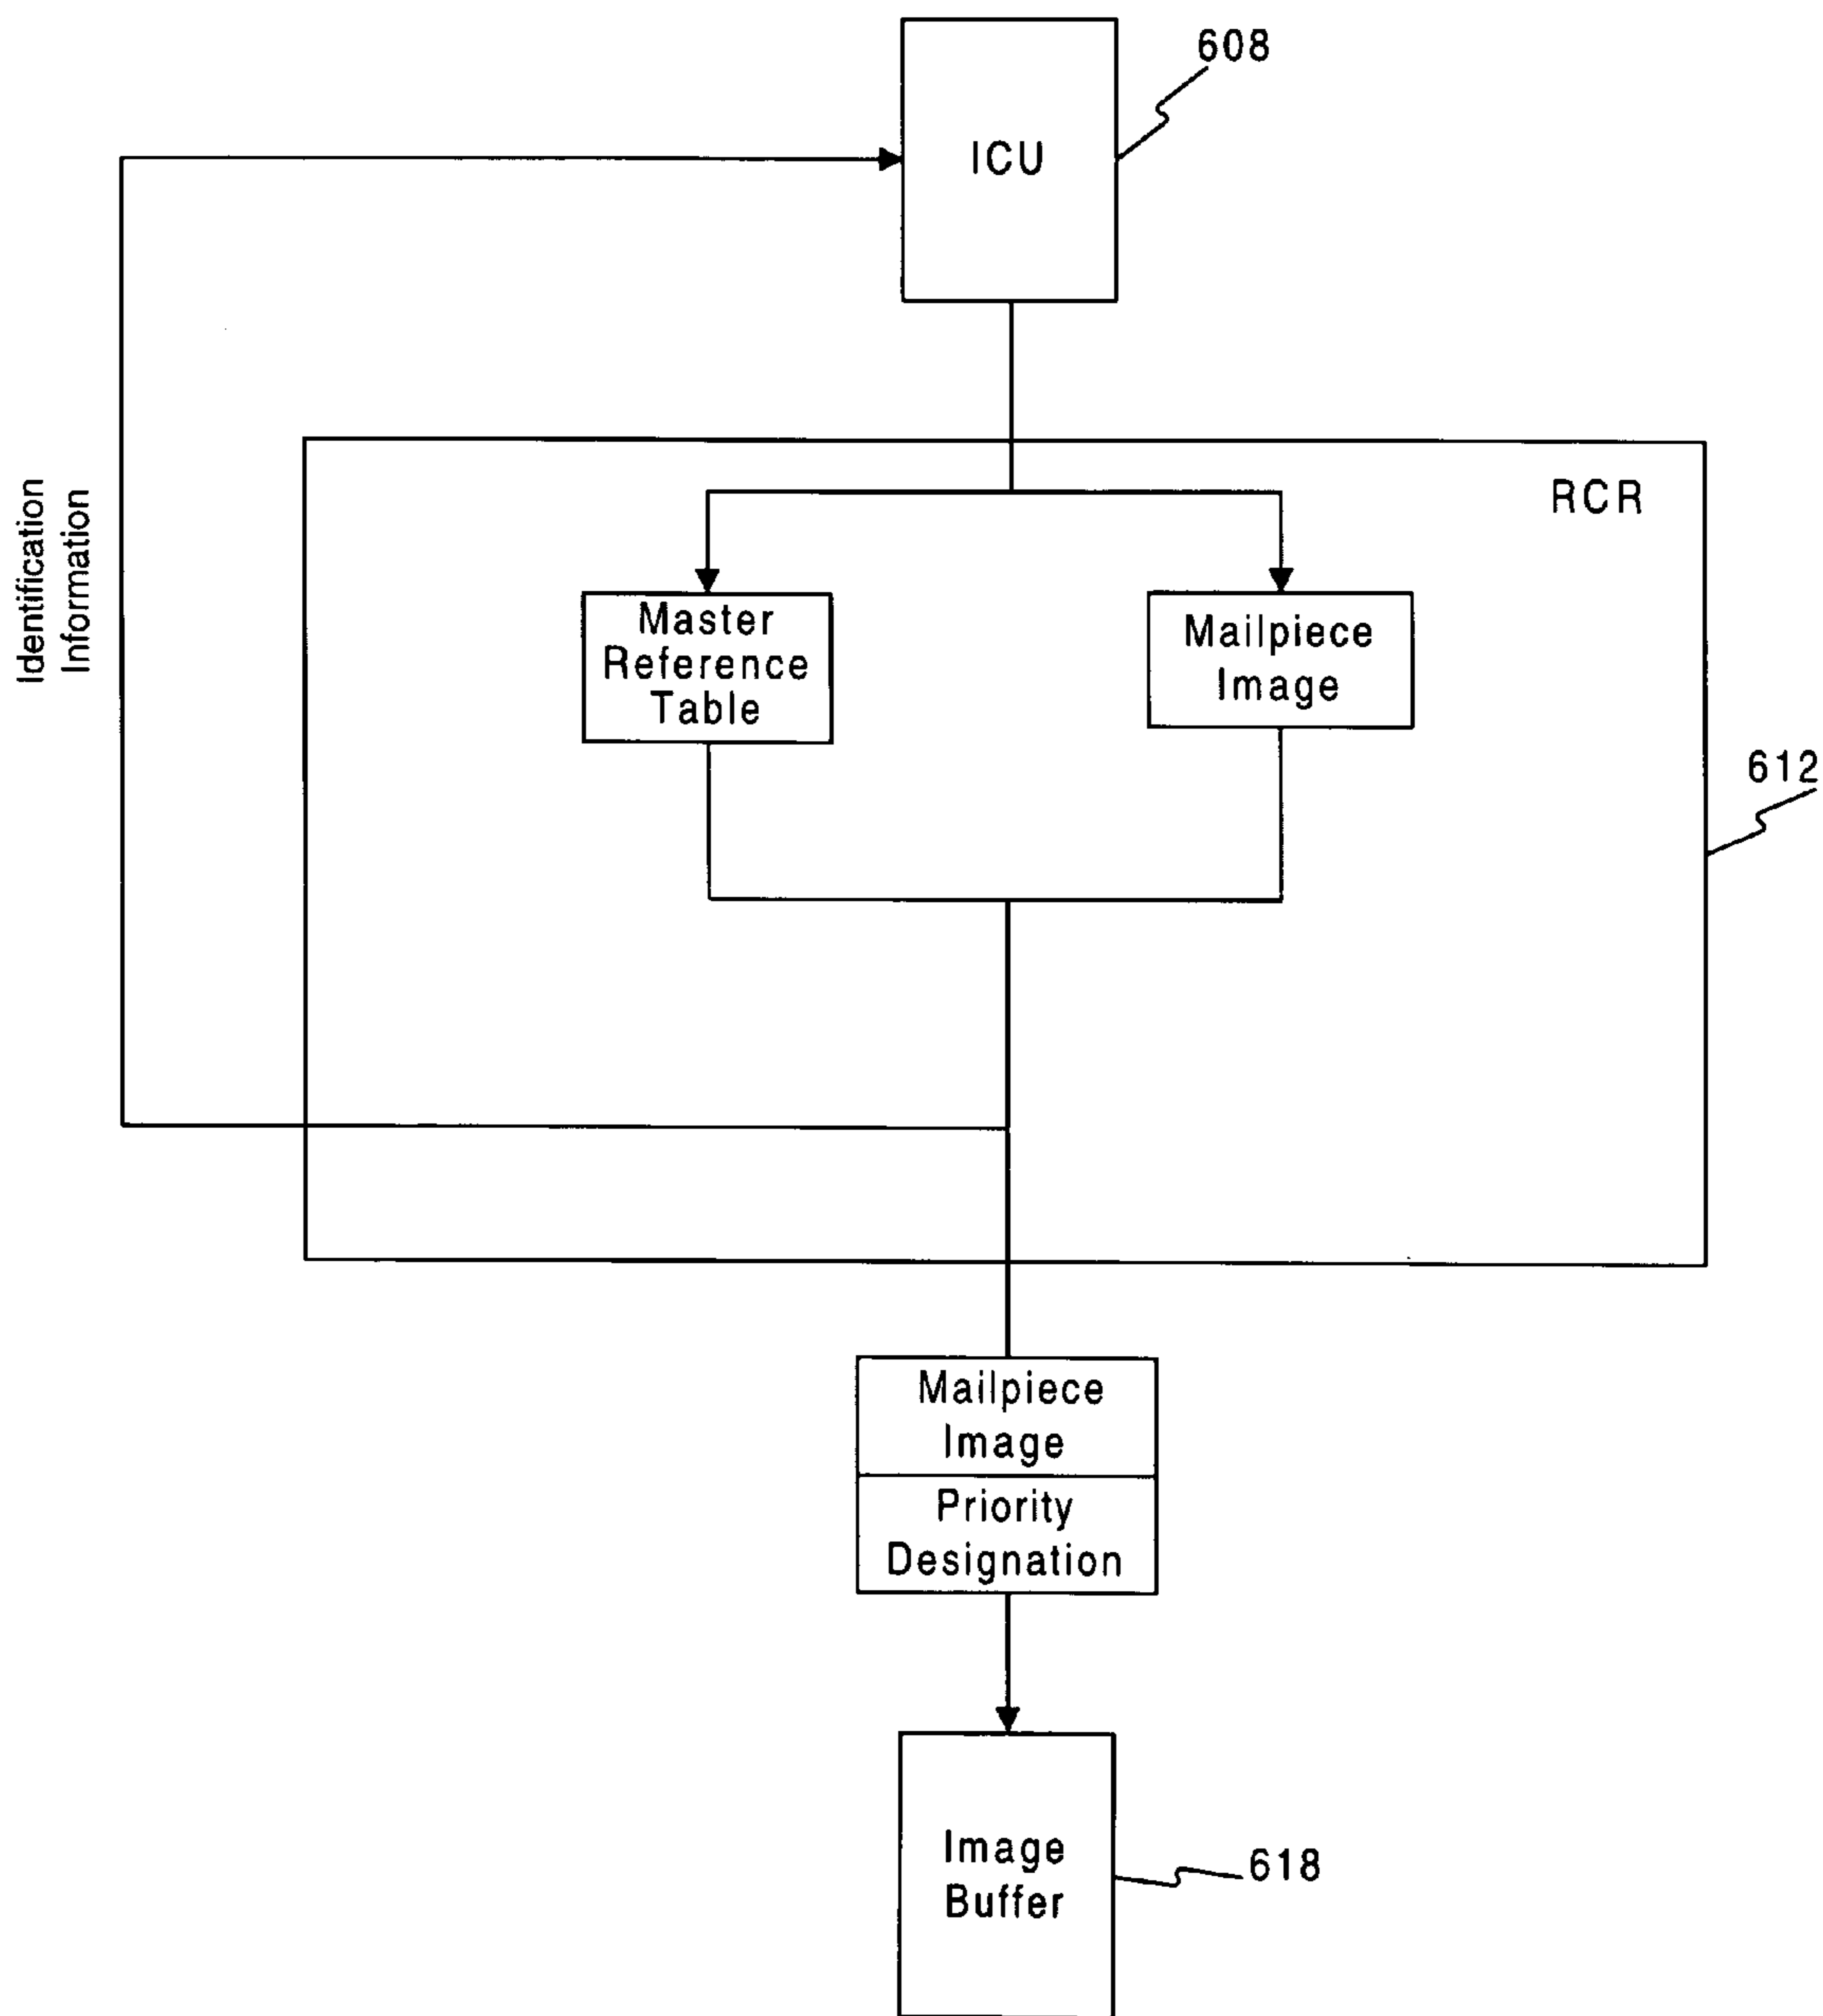 608
ICU
Identification
Information
RCR
Master
Reference
Table
Mailpiece
Image
612
Mailpiece
Image
Priority
Designation
Image
Buffer
618